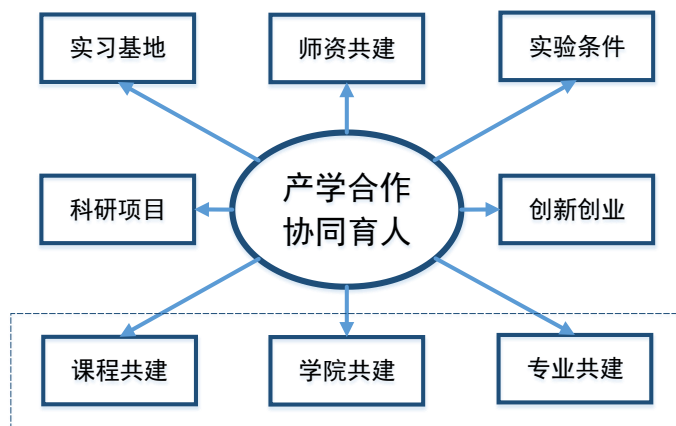 实习基地
师资共建
实验条件
产学合作
协同育人
科研项目
创新创业
课程共建
学院共建
专业共建